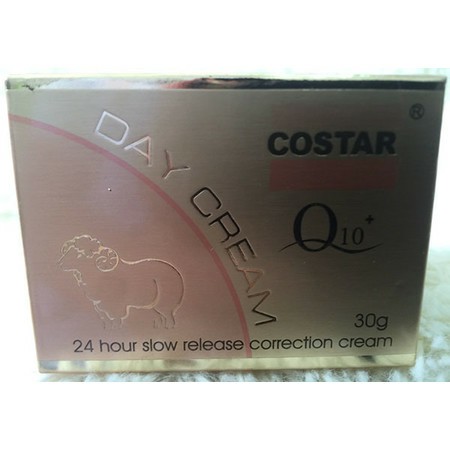 COSTAR ®
DAY CREAM
Q10+
30g
24 hour slow release correction cream